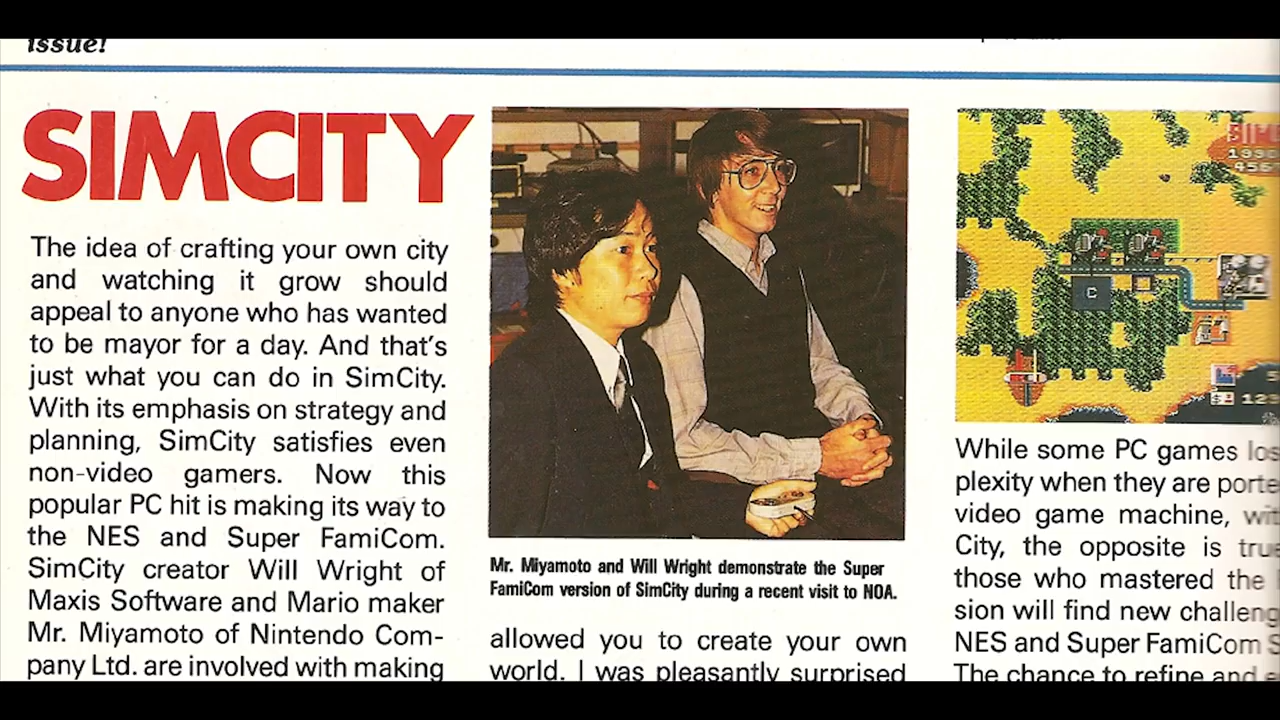 issue!
SIMCITY
The idea of crafting your own city
and watching it grow should
appeal to anyone who has wanted
to be mayor for a day. And that's
just what you can do in SimCity.
With its emphasis on strategy and
planning, SimCity satisfies even
non-video gamers. Now this
popular PC hit is making its way to
the NES and Super FamiCom.
SimCity creator Will Wright of
Maxis Software and Mario maker
Mr. Miyamoto of Nintendo Com-
pany Ltd. are involved with making
Mr. Miyamoto and Will Wright demonstrate the Super
FamiCom version of SimCity during a recent visit to NOA.
allowed you to create your own
world. I was pleasantly surprised
C
While some PC games los
plexity when they are porte
video game machine, wit
City, the opposite is true
those who mastered the
sion will find new challeng
NES and Super FamiCom S
The chance to refine and e